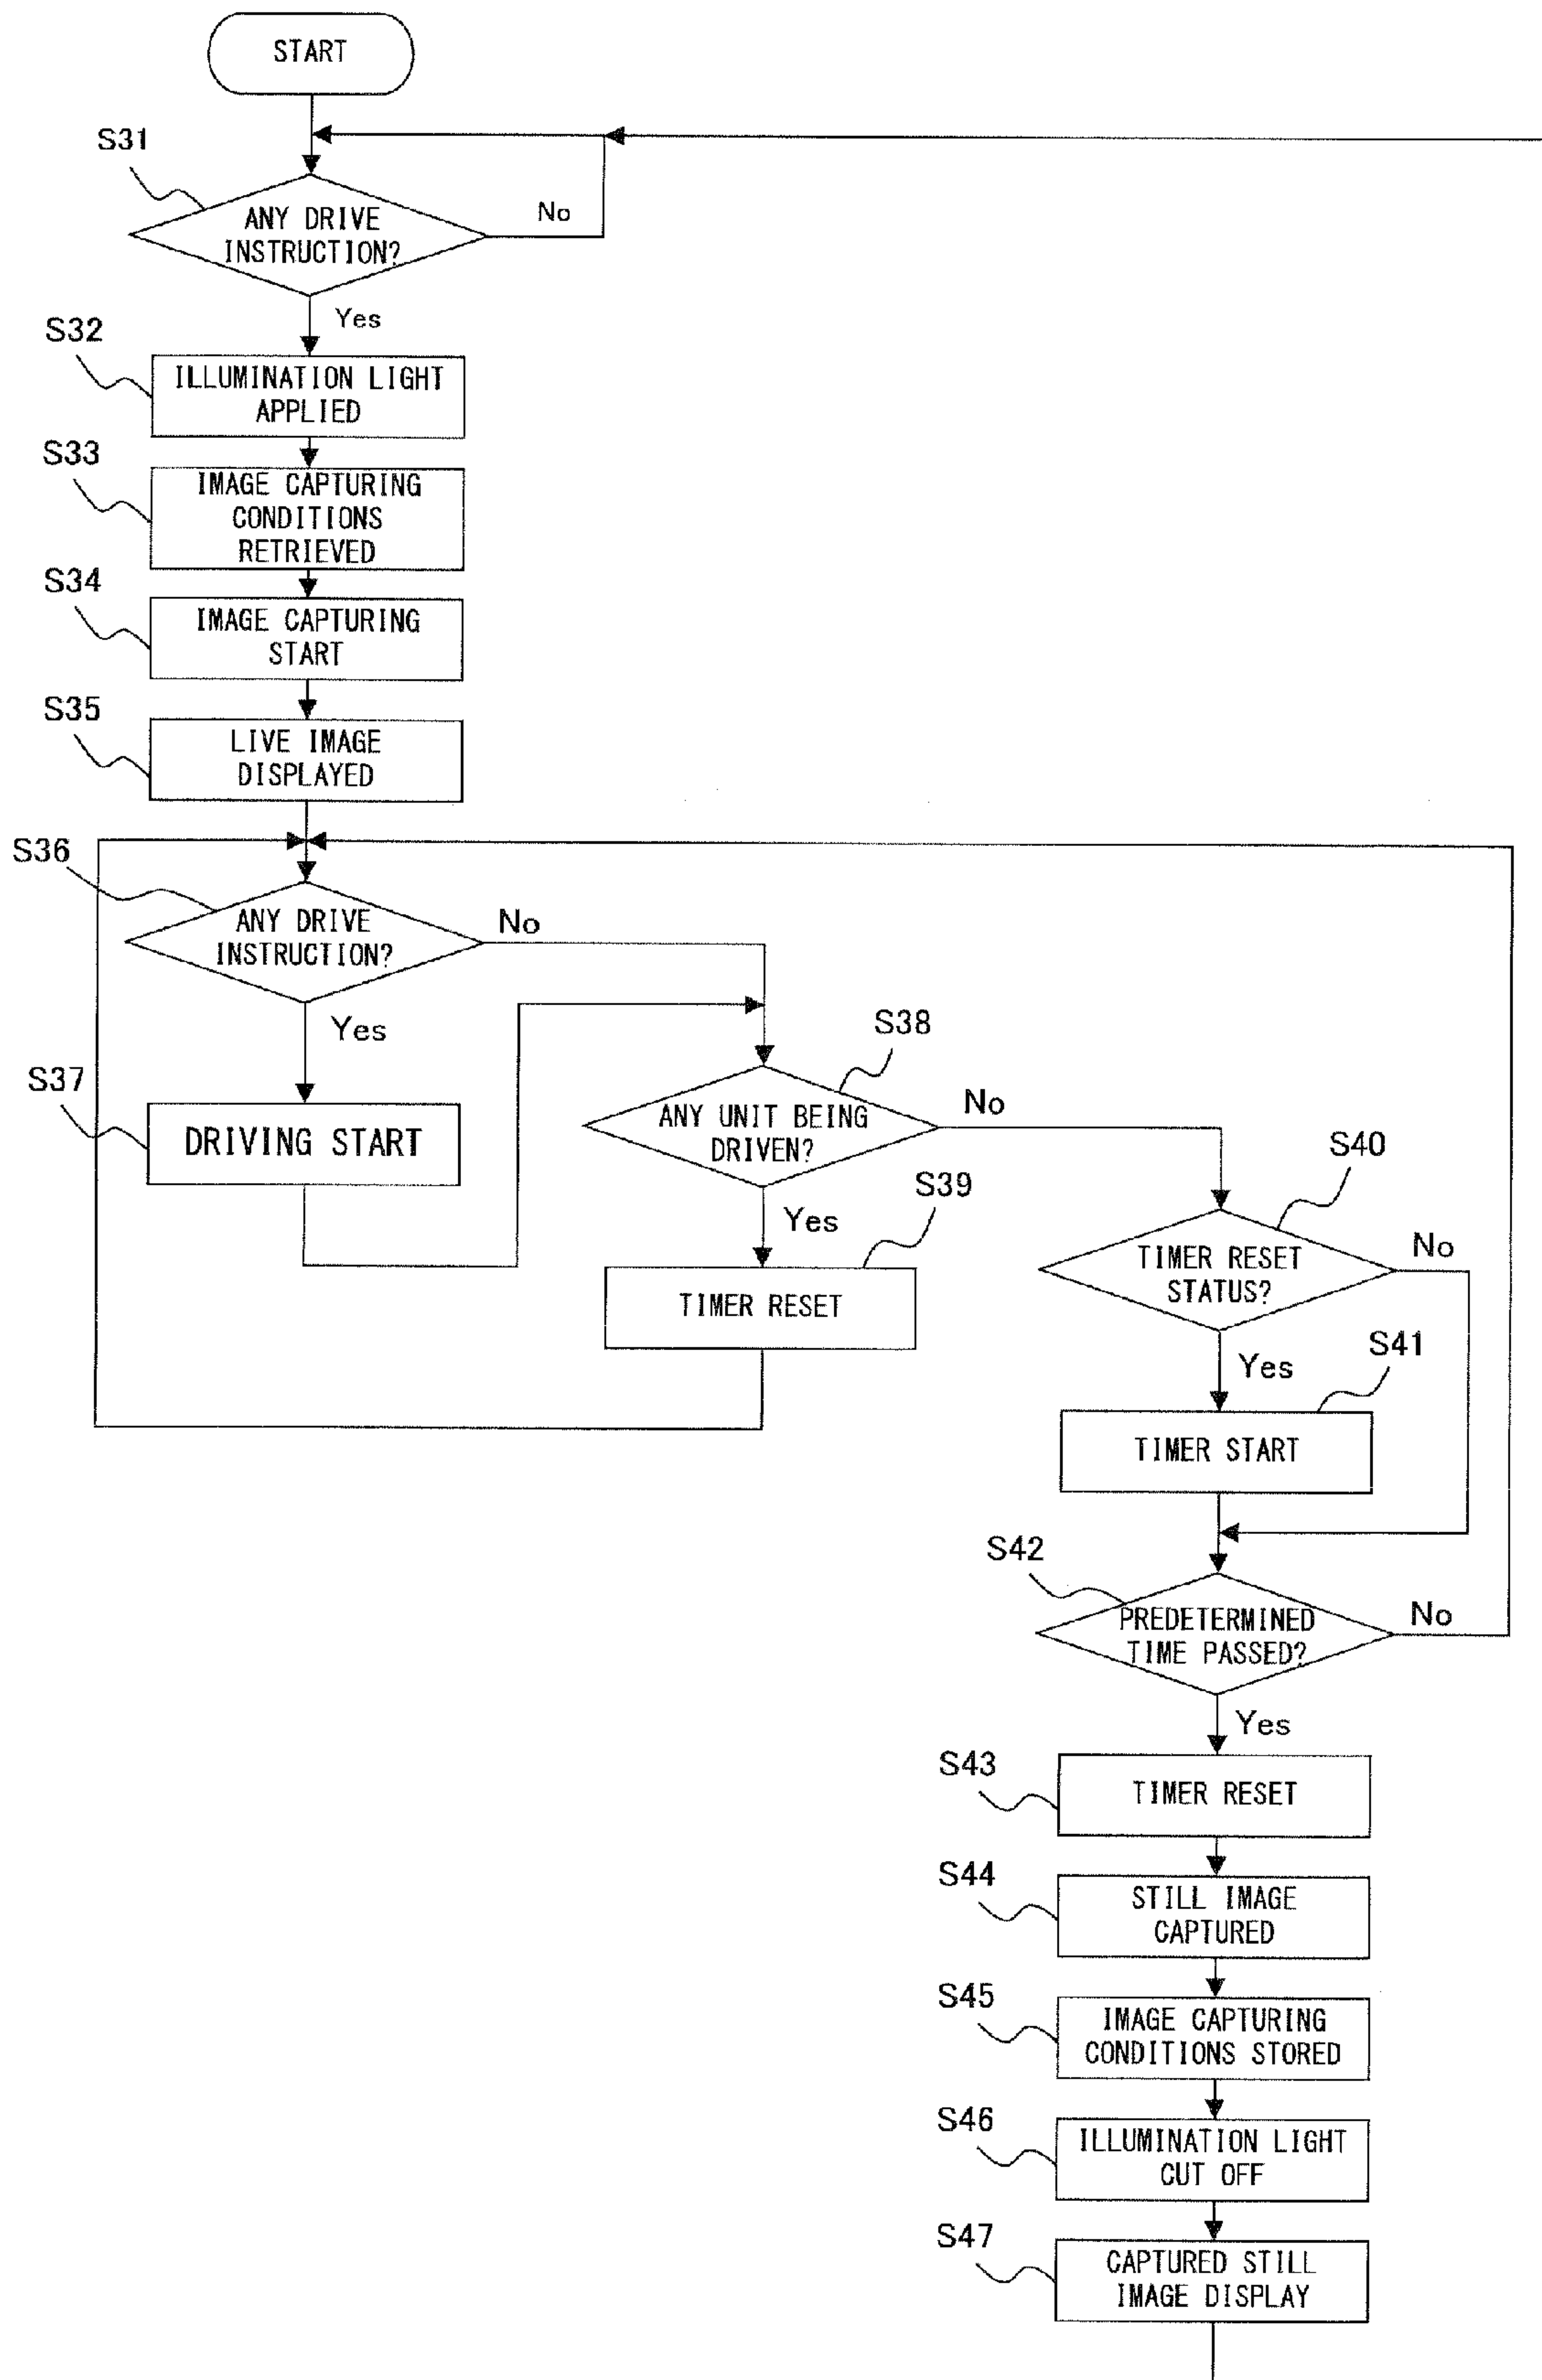 START
S31
ANY DRIVE
INSTRUCTION?
No
Yes
S32
ILLUMINATION LIGHT
APPLIED
S33
IMAGE CAPTURING
CONDITIONS
RETRIEVED
S34
IMAGE CAPTURING
START
S35
LIVE IMAGE
DISPLAYED
S36
ANY DRIVE
INSTRUCTION?
No
Yes
S37
DRIVING START
S38
ANY UNIT BEING
DRIVEN?
No
Yes
S39
TIMER RESET
S40
TIMER RESET
STATUS?
No
Yes
S41
TIMER START
S42
PREDETERMINED
TIME PASSED?
No
Yes
S43
TIMER RESET
S44
STILL IMAGE
CAPTURED
S45
IMAGE CAPTURING
CONDITIONS STORED
S46
ILLUMINATION LIGHT
CUT OFF
S47
CAPTURED STILL
IMAGE DISPLAY